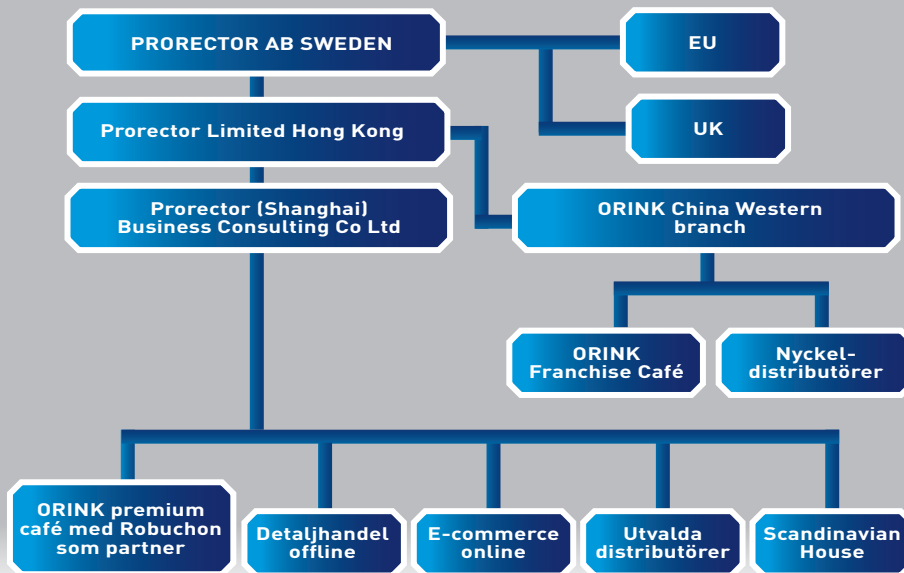 PRORECTOR AB SWEDEN
EU
Prorector Limited Hong Kong
UK
Prorector (Shanghai)
Business Consulting Co Ltd
ORINK China Western
branch
ORINK
Franchise Café
Nyckel-
distributörer
ORINK premium
café med Robuchon
som partner
Detaljhandel
offline
E-commerce
online
Utvalda
distributörer
Scandinavian
House